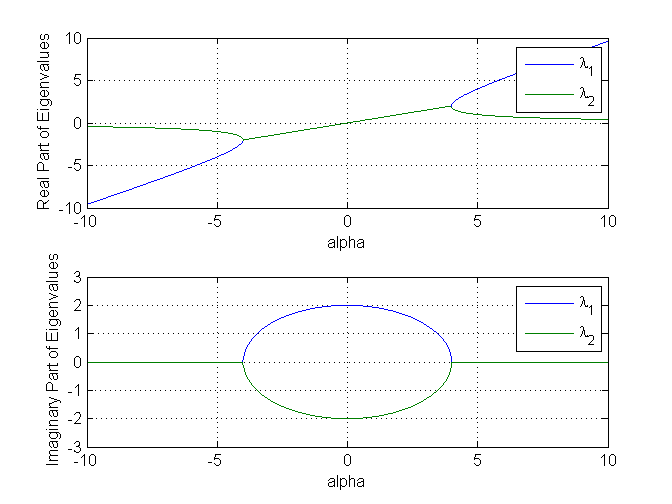 Real Part of Eigenvalues
10
5
0
-5
-10
-10 -5 0 5 10
alpha
λ1
λ2
Imaginary Part of Eigenvalues
3
2
1
0
-1
-2
-3
-10 -5 0 5 10
alpha
λ1
λ2